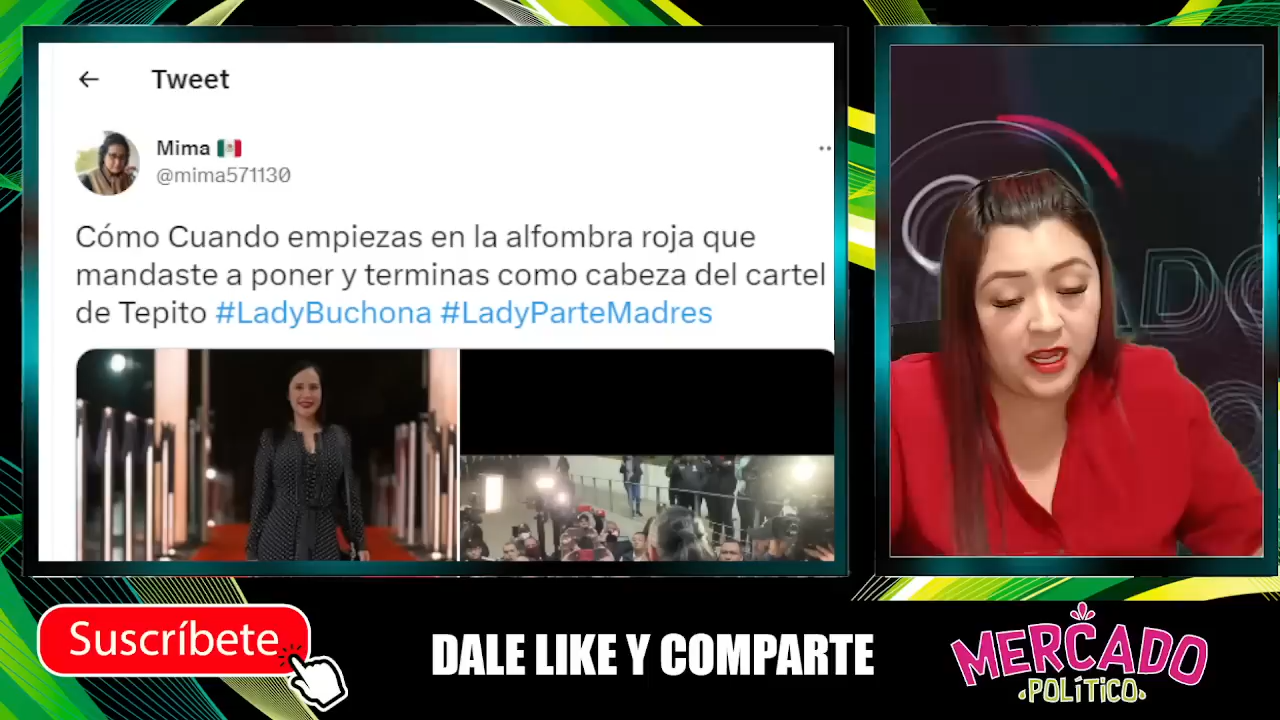 Tweet
Mima
@mima571130
Cómo Cuando empiezas en la alfombra roja que
mandaste a poner y terminas como cabeza del cartel
de Tepito #LadyBuchona #LadyParteMadres
Suscríbete
DALE LIKE Y COMPARTE
MERCADO
POLÍTICO